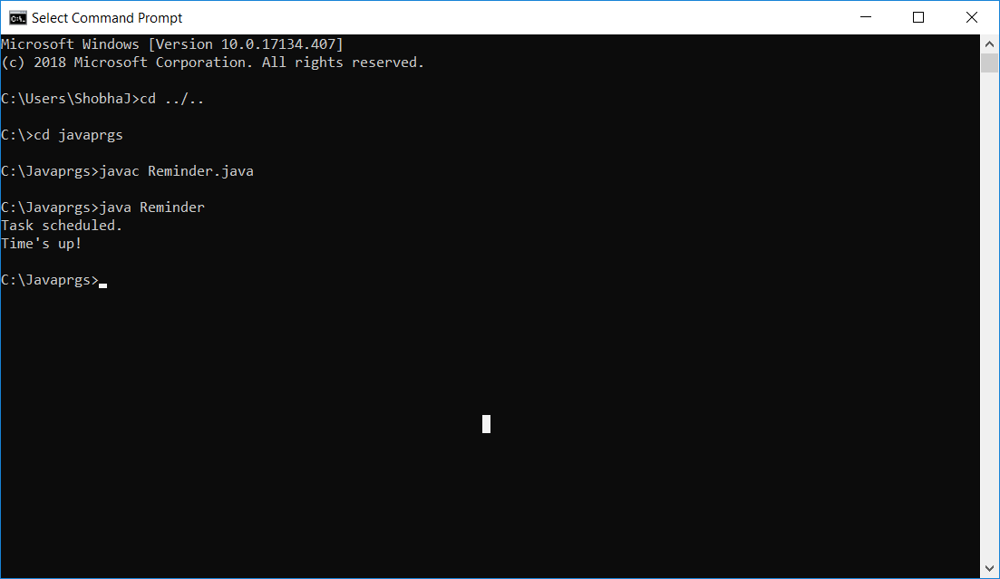 Select Command Prompt
Microsoft Windows [Version 10.0.17134.407]
(c) 2018 Microsoft Corporation. All rights reserved.
C:\Users\ShobhaJ>cd ../..
C:\>cd javaprgs
C:\Javaprgs>javac Reminder.java
C:\Javaprgs>java Reminder
Task scheduled.
Time's up!
C:\Javaprgs>